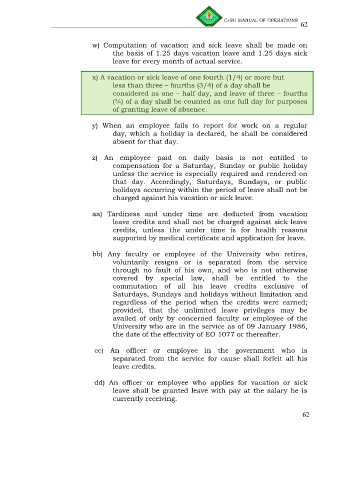 CvSU MANUAL OF OPERATIONS
62
w) Computation of vacation and sick leave shall be made on
the basis of 1.25 days vacation leave and 1.25 days sick
leave for every month of actual service.
x) A vacation or sick leave of one fourth (1/4) or more but
less than three – fourths (3/4) of a day shall be
considered as one – half day, and leave of three – fourths
(¾) of a day shall be counted as one full day for purposes
of granting leave of absence.
y) When an employee fails to report for work on a regular
day, which a holiday is declared, he shall be considered
absent for that day.
z) An employee paid on daily basis is not entitled to
compensation for a Saturday, Sunday or public holiday
unless the service is especially required and rendered on
that day. Accordingly, Saturdays, Sundays, or public
holidays occurring within the period of leave shall not be
charged against his vacation or sick leave.
aa) Tardiness and under time are deducted from vacation
leave credits and shall not be charged against sick leave
credits, unless the under time is for health reasons
supported by medical certificate and application for leave.
bb) Any faculty or employee of the University who retires,
voluntarily resigns or is separated from the service
through no fault of his own, and who is not otherwise
covered by special law, shall be entitled to the
commutation of all his leave credits exclusive of
Saturdays, Sundays and holidays without limitation and
regardless of the period when the credits were earned;
provided, that the unlimited leave privileges may be
availed of only by concerned faculty or employee of the
University who are in the service as of 09 January 1986,
the date of the effectivity of EO 1077 or thereafter.
cc) An officer or employee in the government who is
separated from the service for cause shall forfeit all his
leave credits.
dd) An officer or employee who applies for vacation or sick
leave shall be granted leave with pay at the salary he is
currently receiving.
62